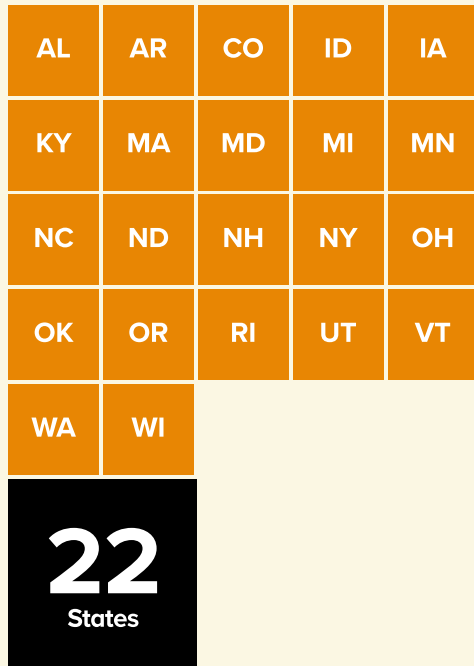 AL AR CO ID IA
KY MA MD MI MN
NC ND NH NY OH
OK OR RI UT VT
WA WI
22
States